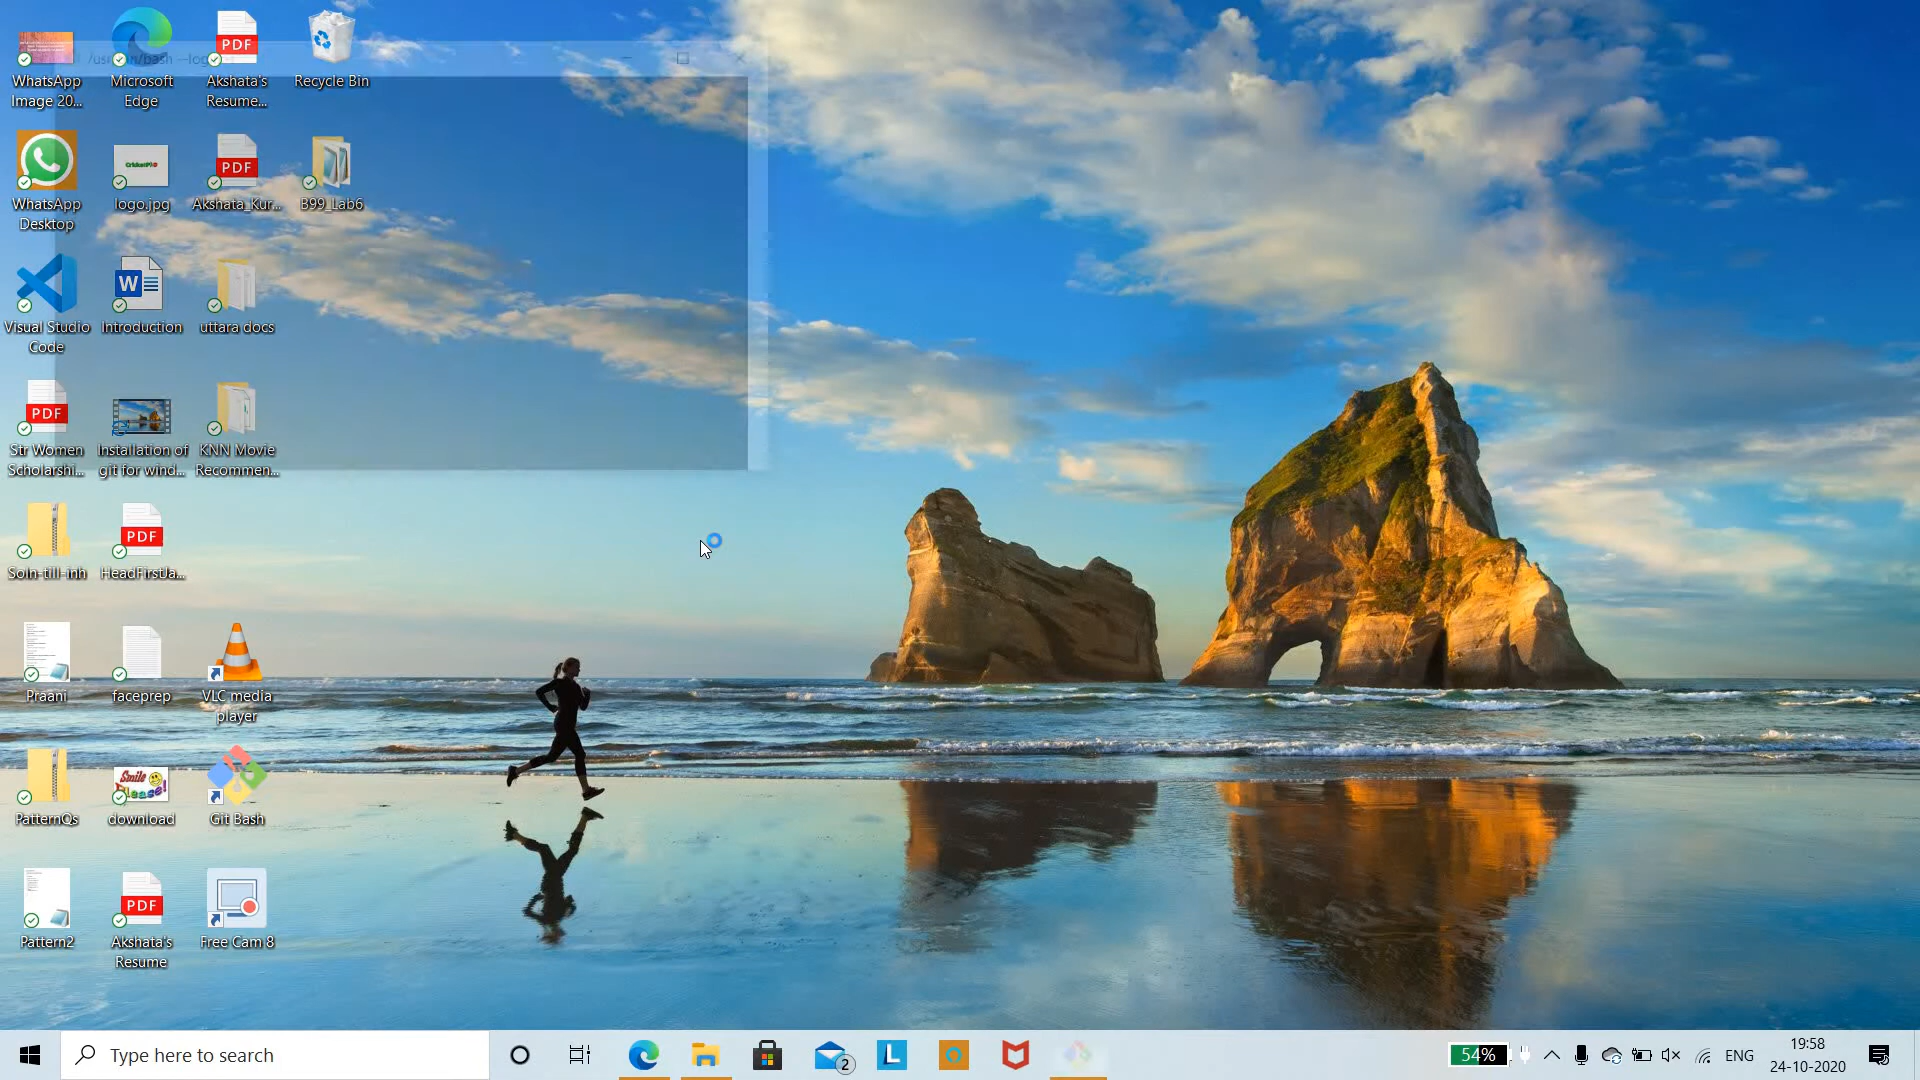 WhatsApp
Image 20...
Microsoft
Edge
PDF
Akshata's
Resume...
Recycle Bin
WhatsApp
Desktop
logo.jpg
PDF
Akshata_Kur...
B99_Lab6
Visual Studio
Code
W
Introduction
uttara docs
PDF
Str Women
Scholarshi...
Installation of
git for wind...
KNN Movie
Recommen...
Soln-till-inh
PDF
HeadFirstJa...
Praani
faceprep
VLC media
player
PatternQs
Smile
Please!
download
Git Bash
Pattern2
PDF
Akshata's
Resume
Free Cam 8
Type here to search
2
L
54%
ENG
19:58
24-10-2020